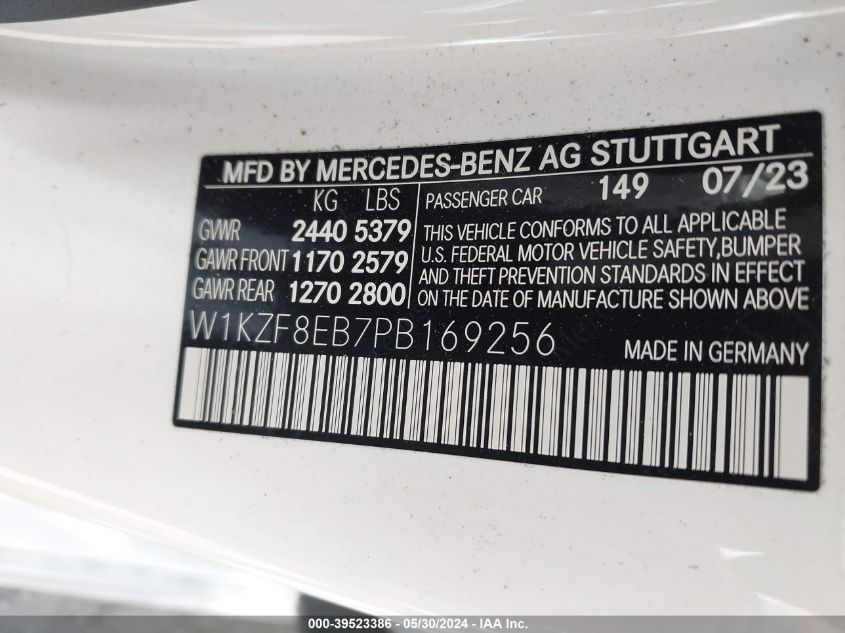 MFD BY MERCEDES-BENZ AG STUTTGART
KG LBS
GVWR 2440 5379
GAWR FRONT 1170 2579
GAWR REAR 1270 2800
PASSENGER CAR 149 07/23
THIS VEHICLE CONFORMS TO ALL APPLICABLE
U.S. FEDERAL MOTOR VEHICLE SAFETY,BUMPER
AND THEFT PREVENTION STANDARDS IN EFFECT
ON THE DATE OF MANUFACTURE SHOWN ABOVE
W1KZF8EB7PB169256
MADE IN GERMANY
000-39523386 - 05/30/2024 - IAA Inc.